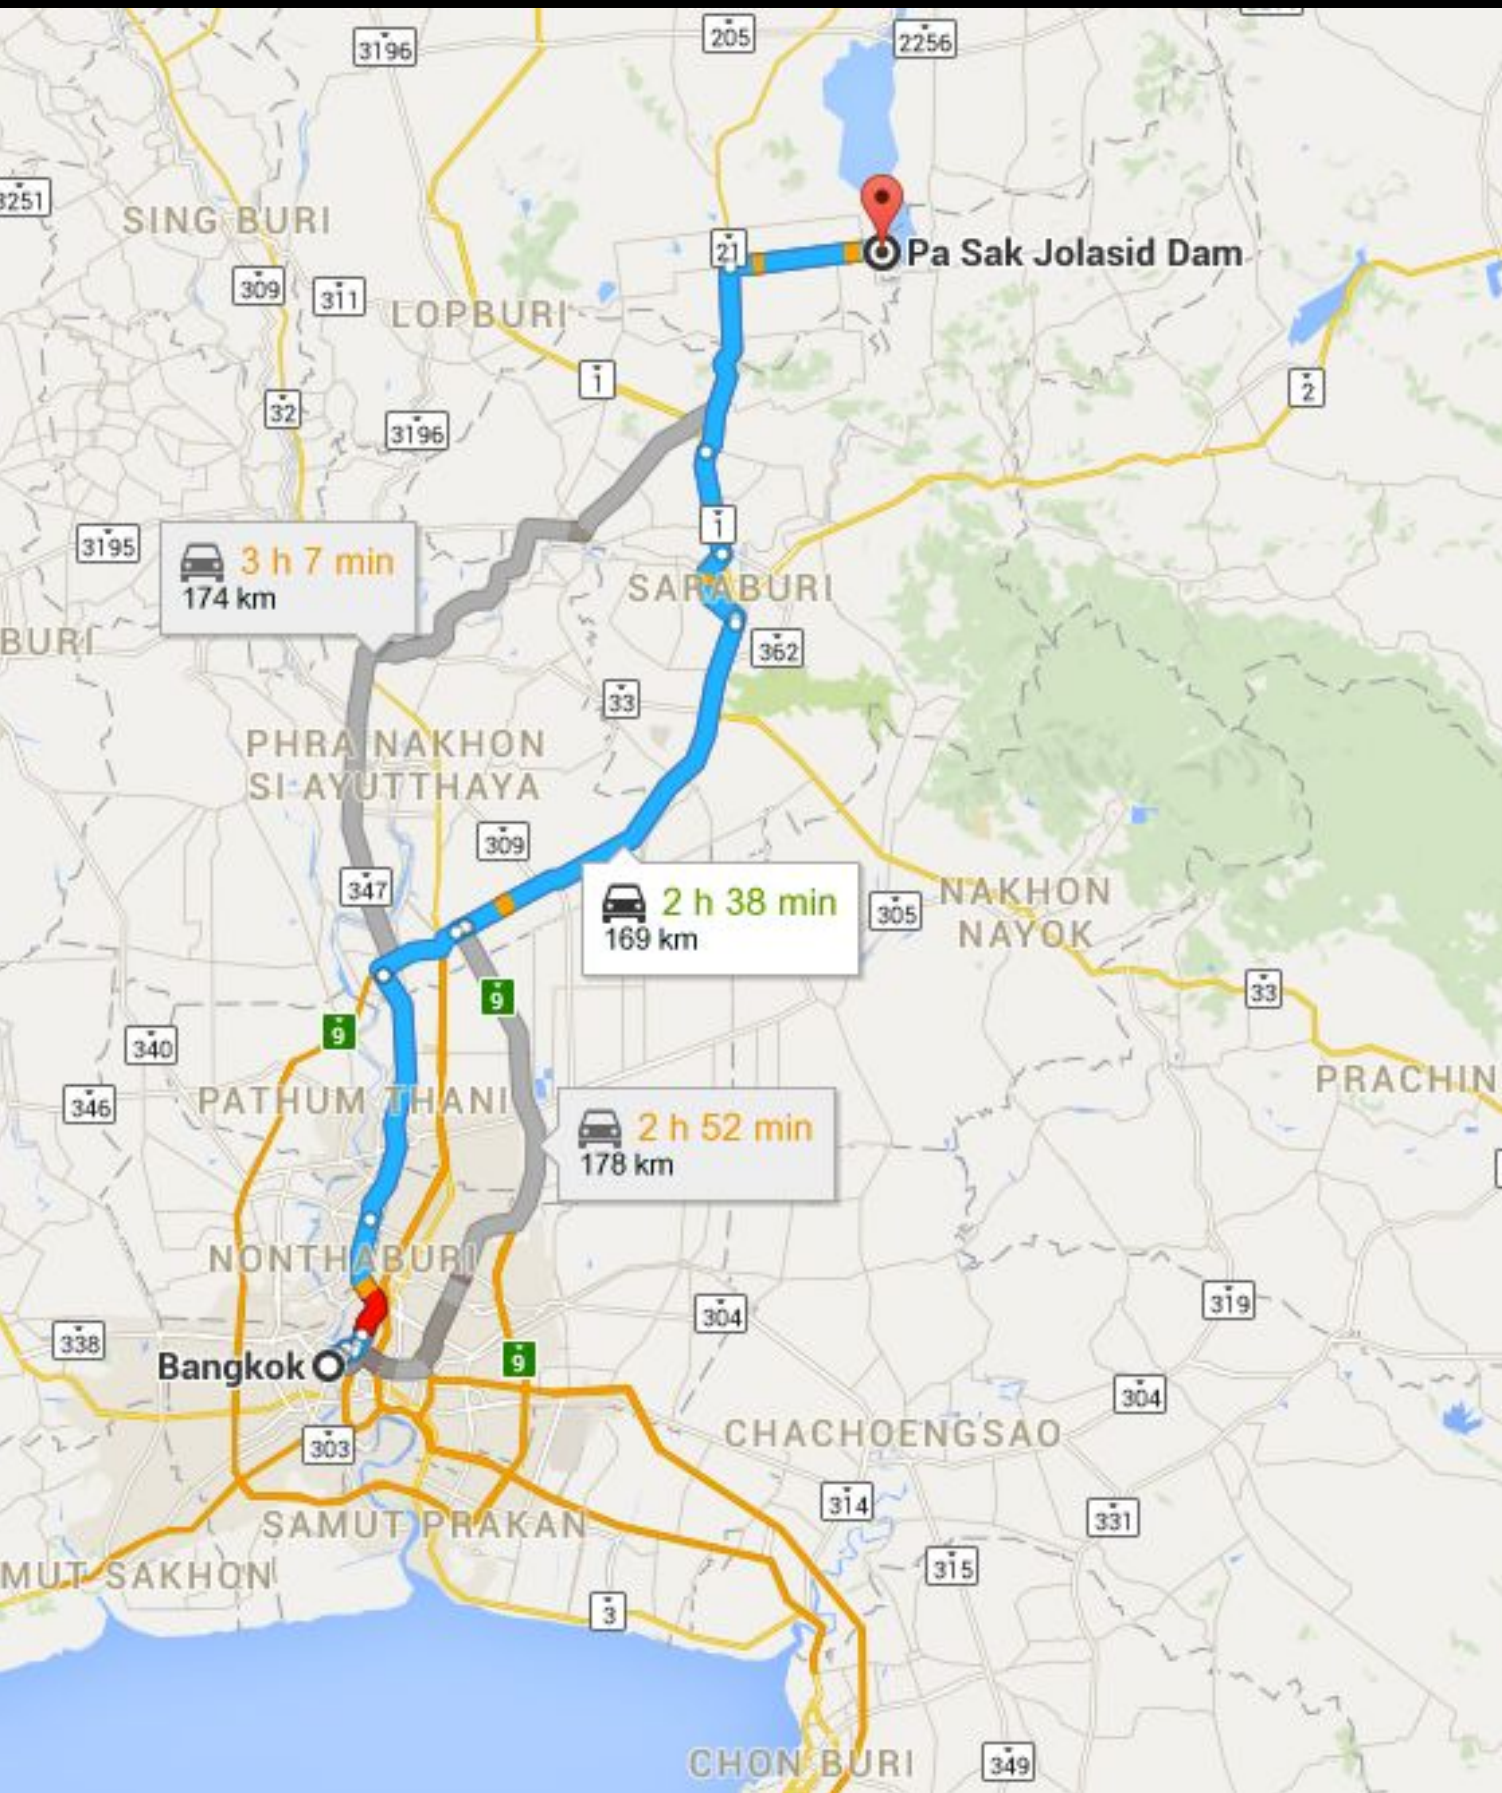 3196
205
2256
3251
SING BURI
21
Pa Sak Jolasid Dam
309
311
LOPBURI
1
2
32
3196
1
3195
3 h 7 min
174 km
SARABURI
BURI
362
33
PHRA NAKHON
SI AYUTTHAYA
309
347
2 h 38 min
169 km
305
NAKHON
NAYOK
9
33
9
340
PATHUM THANI
346
PRACHIN
2 h 52 min
178 km
NONTHABURI
304
319
338
Bangkok
9
304
303
CHACHOENGSAO
314
331
SAMUT PRAKAN
315
MUT SAKHON
3
CHON BURI
349